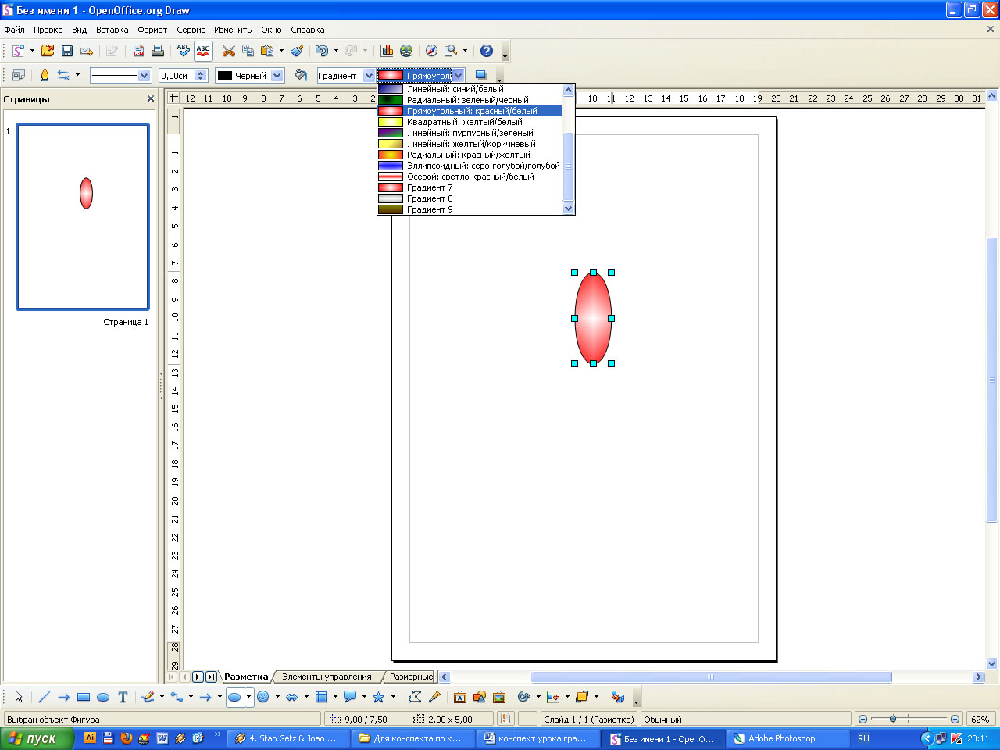 Без имени 1 - OpenOffice.org Draw
Файл Правка Вид Вставка Формат Сервис Изменить Окно Справка
0,00см Черный Градиент Прямоугол
Страницы
12 11 10 9 8 7 6 5 4 3 2 10 11 12 13 14 15 16 17 18 19 20 21 22 23 24 25 26 27 28 29 30 31
Линейный: синий/белый
Радиальный: зеленый/черный
Прямоугольный: красный/белый
Квадратный: желтый/белый
Линейный: пурпурный/зеленый
Линейный: желтый/коричневый
Радиальный: красный/желтый
Эллипсоидный: серо-голубой/голубой
Осевой: светло-красный/белый
Градиент 7
Градиент 8
Градиент 9
1
Страница 1
1 1 2 3 4 5 6 7 8 9 10 11 12 13 14 15 16 17 18 19 20 21 22 23 24 25 26 27 28 29
Разметка Элементы управления Размерные
Выбран объект Фигура 9,00 / 7,50 2,00 x 5,00 Слайд 1 / 1 (Разметка) Обычный 62%
пуск 4. Stan Getz & Joao ... Для конспекта по к... конспект урока гра... Без имени 1 - OpenO... Adobe Photoshop RU 20:11